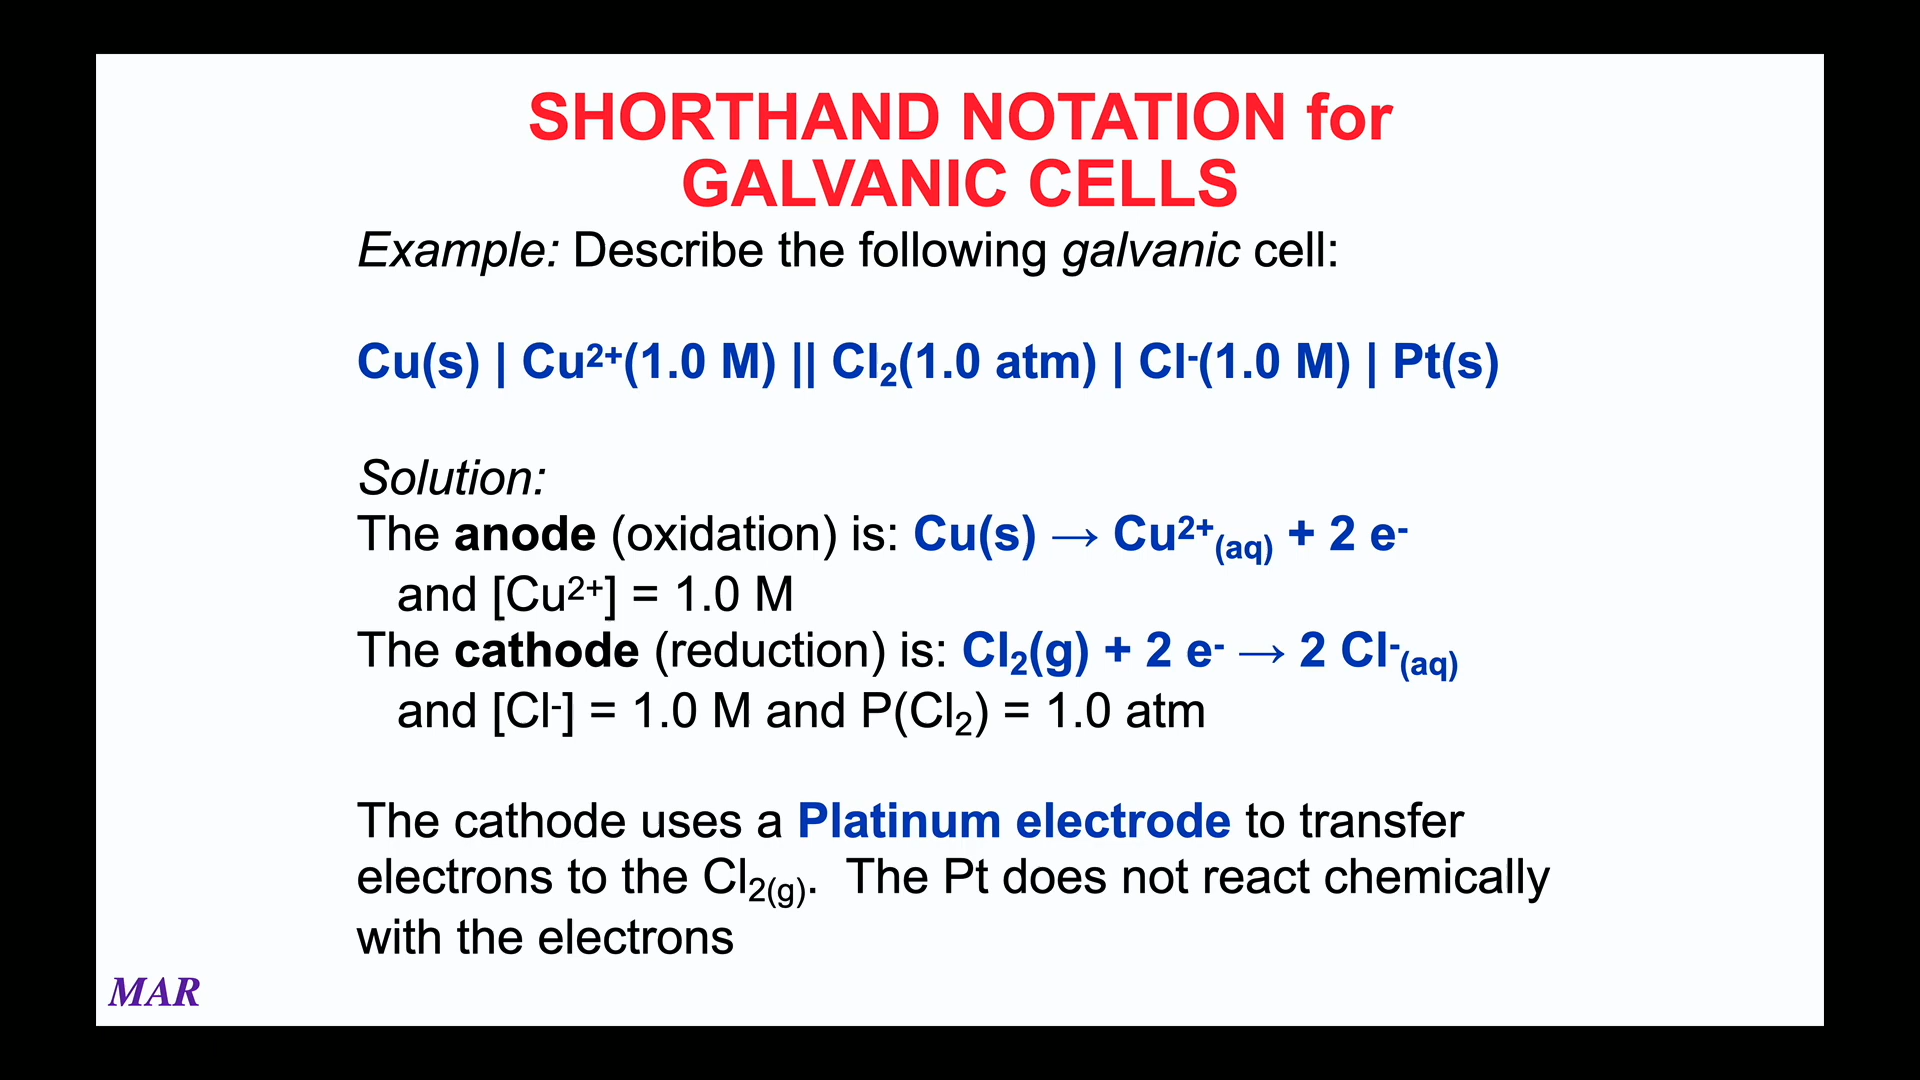 SHORTHAND NOTATION for
GALVANIC CELLS
Example: Describe the following galvanic cell:
Cu(s) | Cu²⁺(1.0 M) || Cl₂(1.0 atm) | Cl⁻(1.0 M) | Pt(s)
Solution:
The anode (oxidation) is: Cu(s) → Cu²⁺₍aq₎ + 2 e⁻
and [Cu²⁺] = 1.0 M
The cathode (reduction) is: Cl₂(g) + 2 e⁻ → 2 Cl⁻₍aq₎
and [Cl⁻] = 1.0 M and P(Cl₂) = 1.0 atm
The cathode uses a Platinum electrode to transfer
electrons to the Cl₂₍g₎. The Pt does not react chemically
with the electrons
MAR